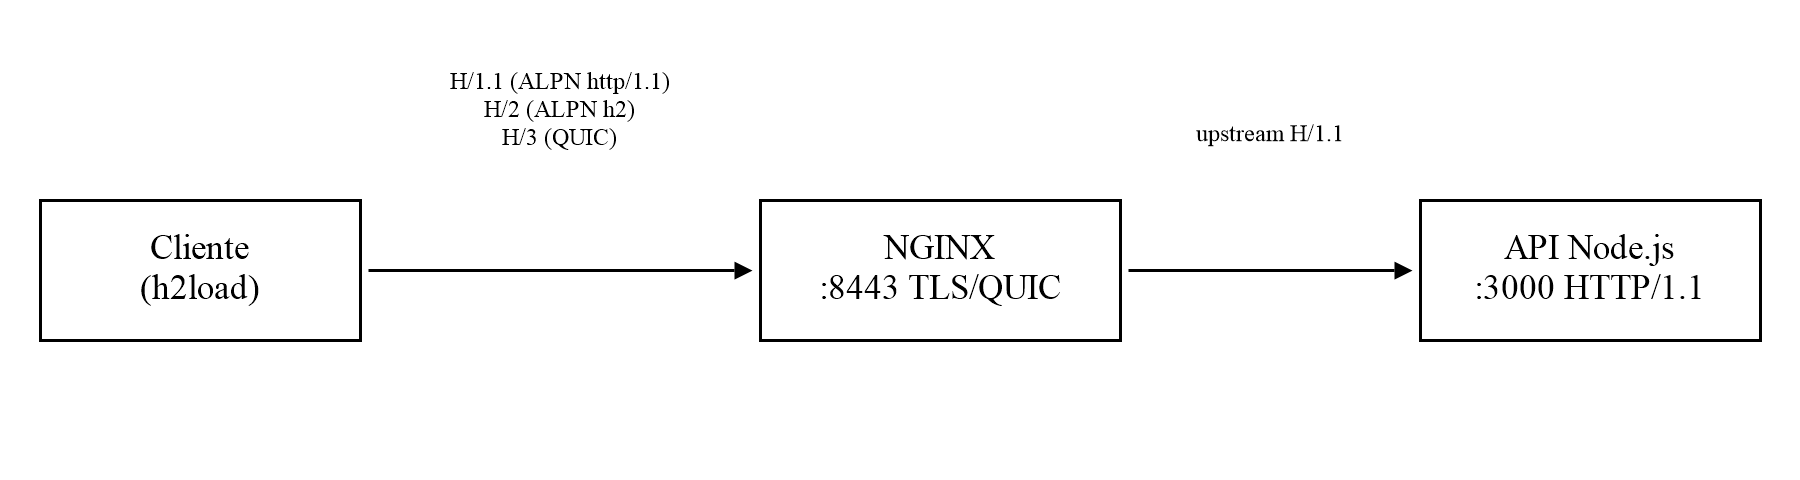 H/1.1 (ALPN http/1.1)
H/2 (ALPN h2)
H/3 (QUIC)
upstream H/1.1
Cliente
(h2load)
NGINX
:8443 TLS/QUIC
API Node.js
:3000 HTTP/1.1